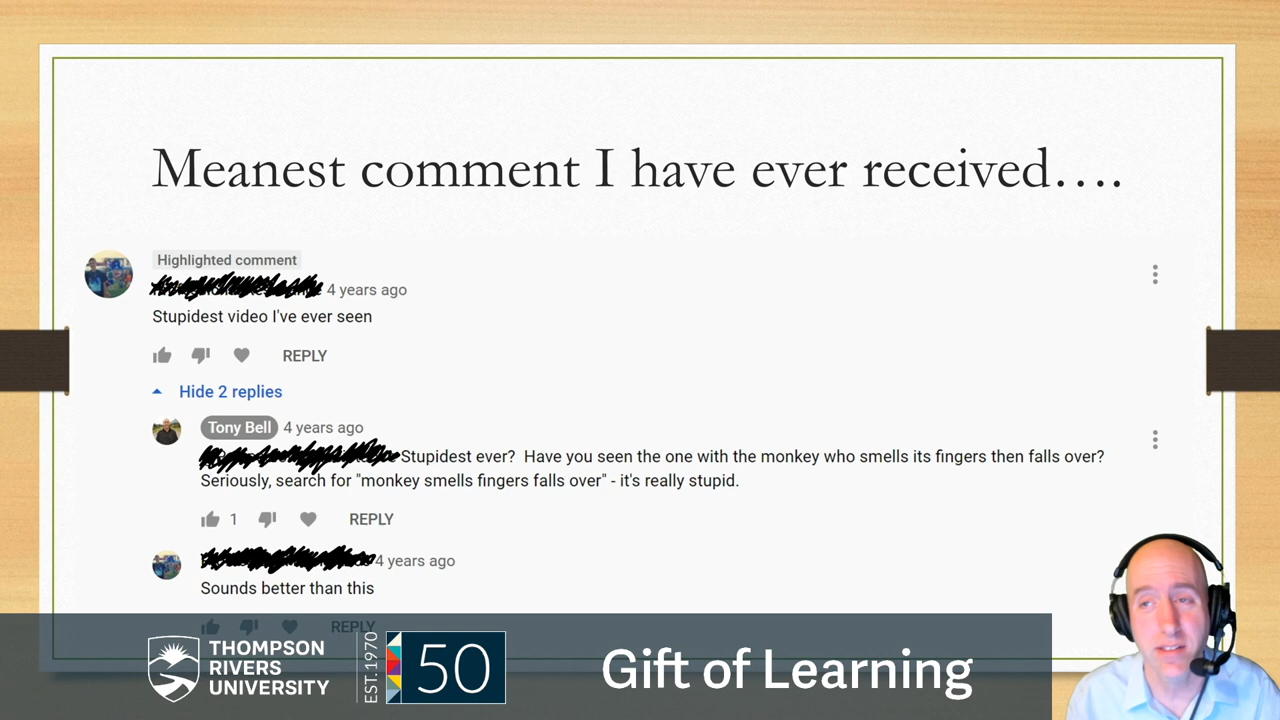 Meanest comment I have ever received….
Highlighted comment
4 years ago
Stupidest video I've ever seen
REPLY
Hide 2 replies
Tony Bell 4 years ago
Stupidest ever? Have you seen the one with the monkey who smells its fingers then falls over?
Seriously, search for "monkey smells fingers falls over" - it's really stupid.
1 REPLY
4 years ago
Sounds better than this
REPLY
THOMPSON
RIVERS
UNIVERSITY
EST.1970
50
Gift of Learning